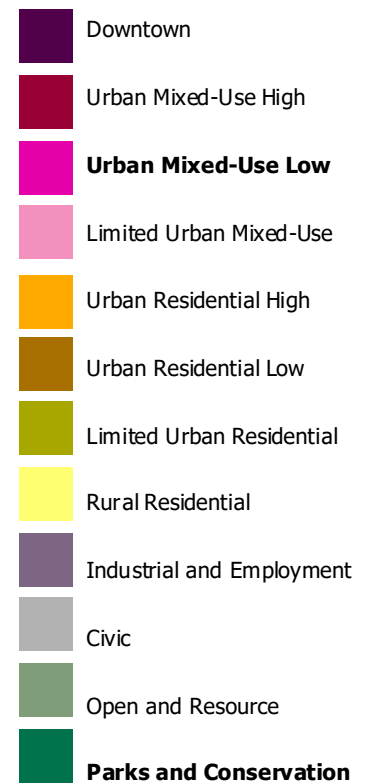 Downtown
Urban Mixed-Use High
Urban Mixed-Use Low
Limited Urban Mixed-Use
Urban Residential High
Urban Residential Low
Limited Urban Residential
Rural Residential
Industrial and Employment
Civic
Open and Resource
Parks and Conservation